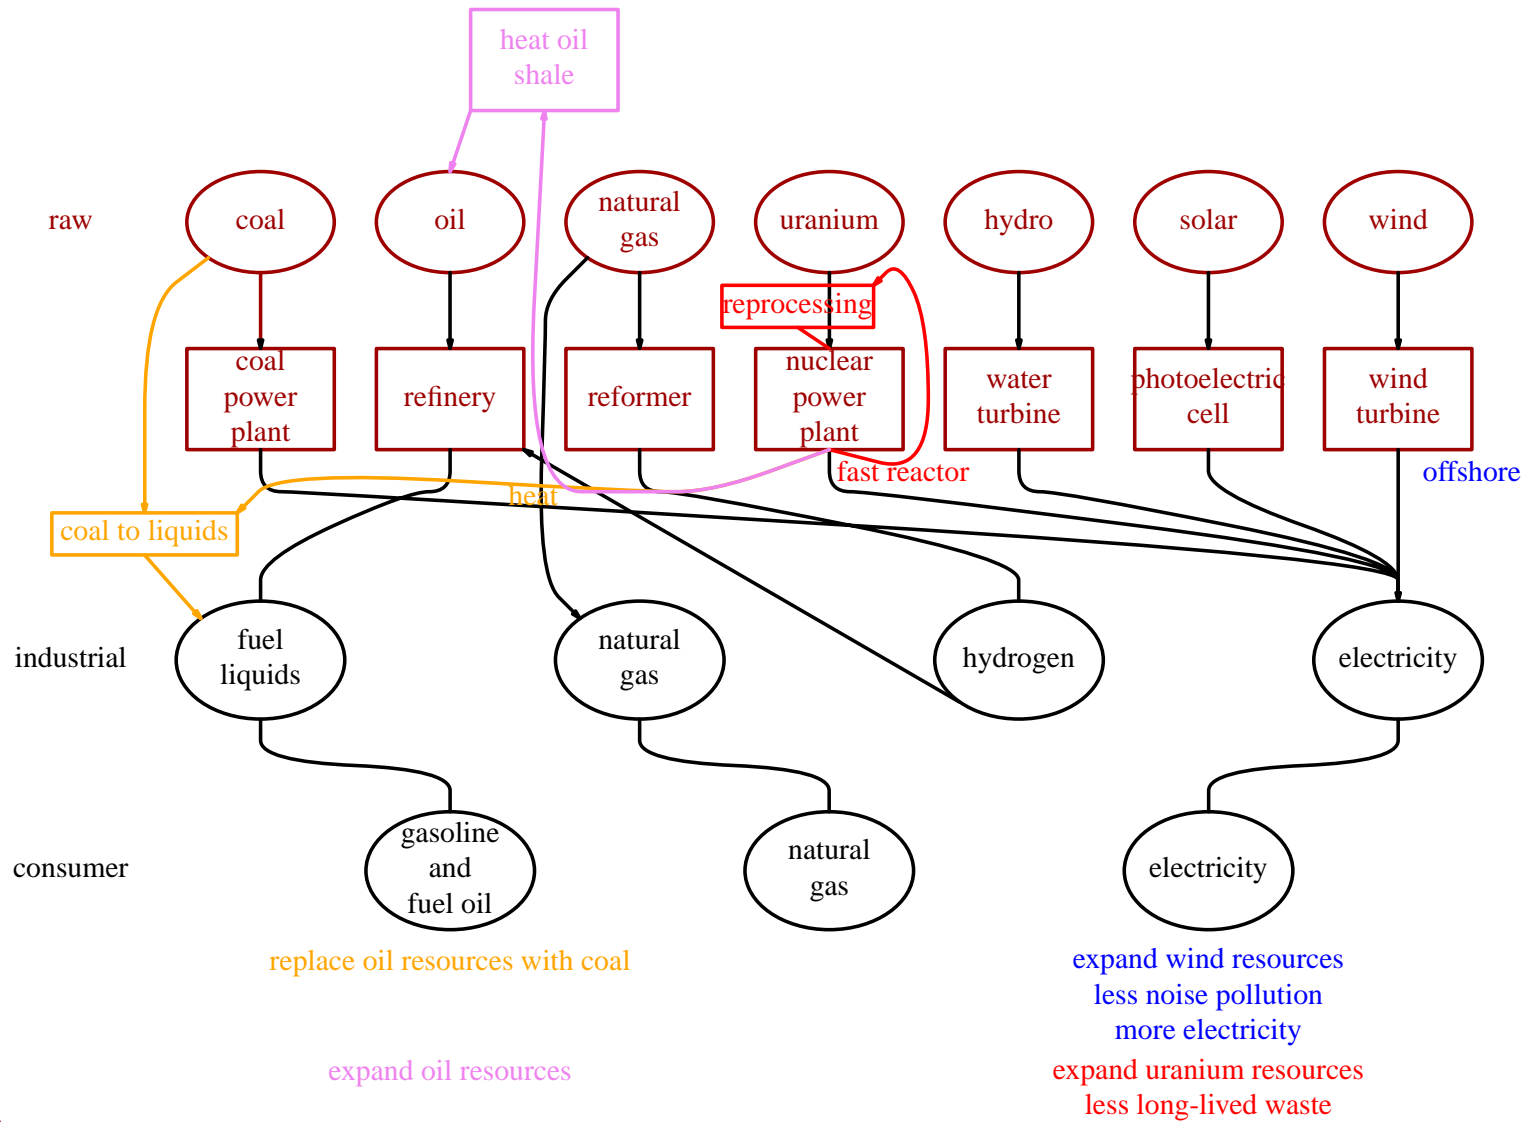 heat oil
shale
raw
coal
oil
natural
gas
uranium
hydro
solar
wind
reprocessing
coal
power
plant
refinery
reformer
nuclear
power
plant
water
turbine
photoelectric
cell
wind
turbine
fast reactor
offshore
heat
coal to liquids
industrial
fuel
liquids
natural
gas
hydrogen
electricity
consumer
gasoline
and
fuel oil
natural
gas
electricity
replace oil resources with coal
expand wind resources
less noise pollution
more electricity
expand oil resources
expand uranium resources
less long-lived waste